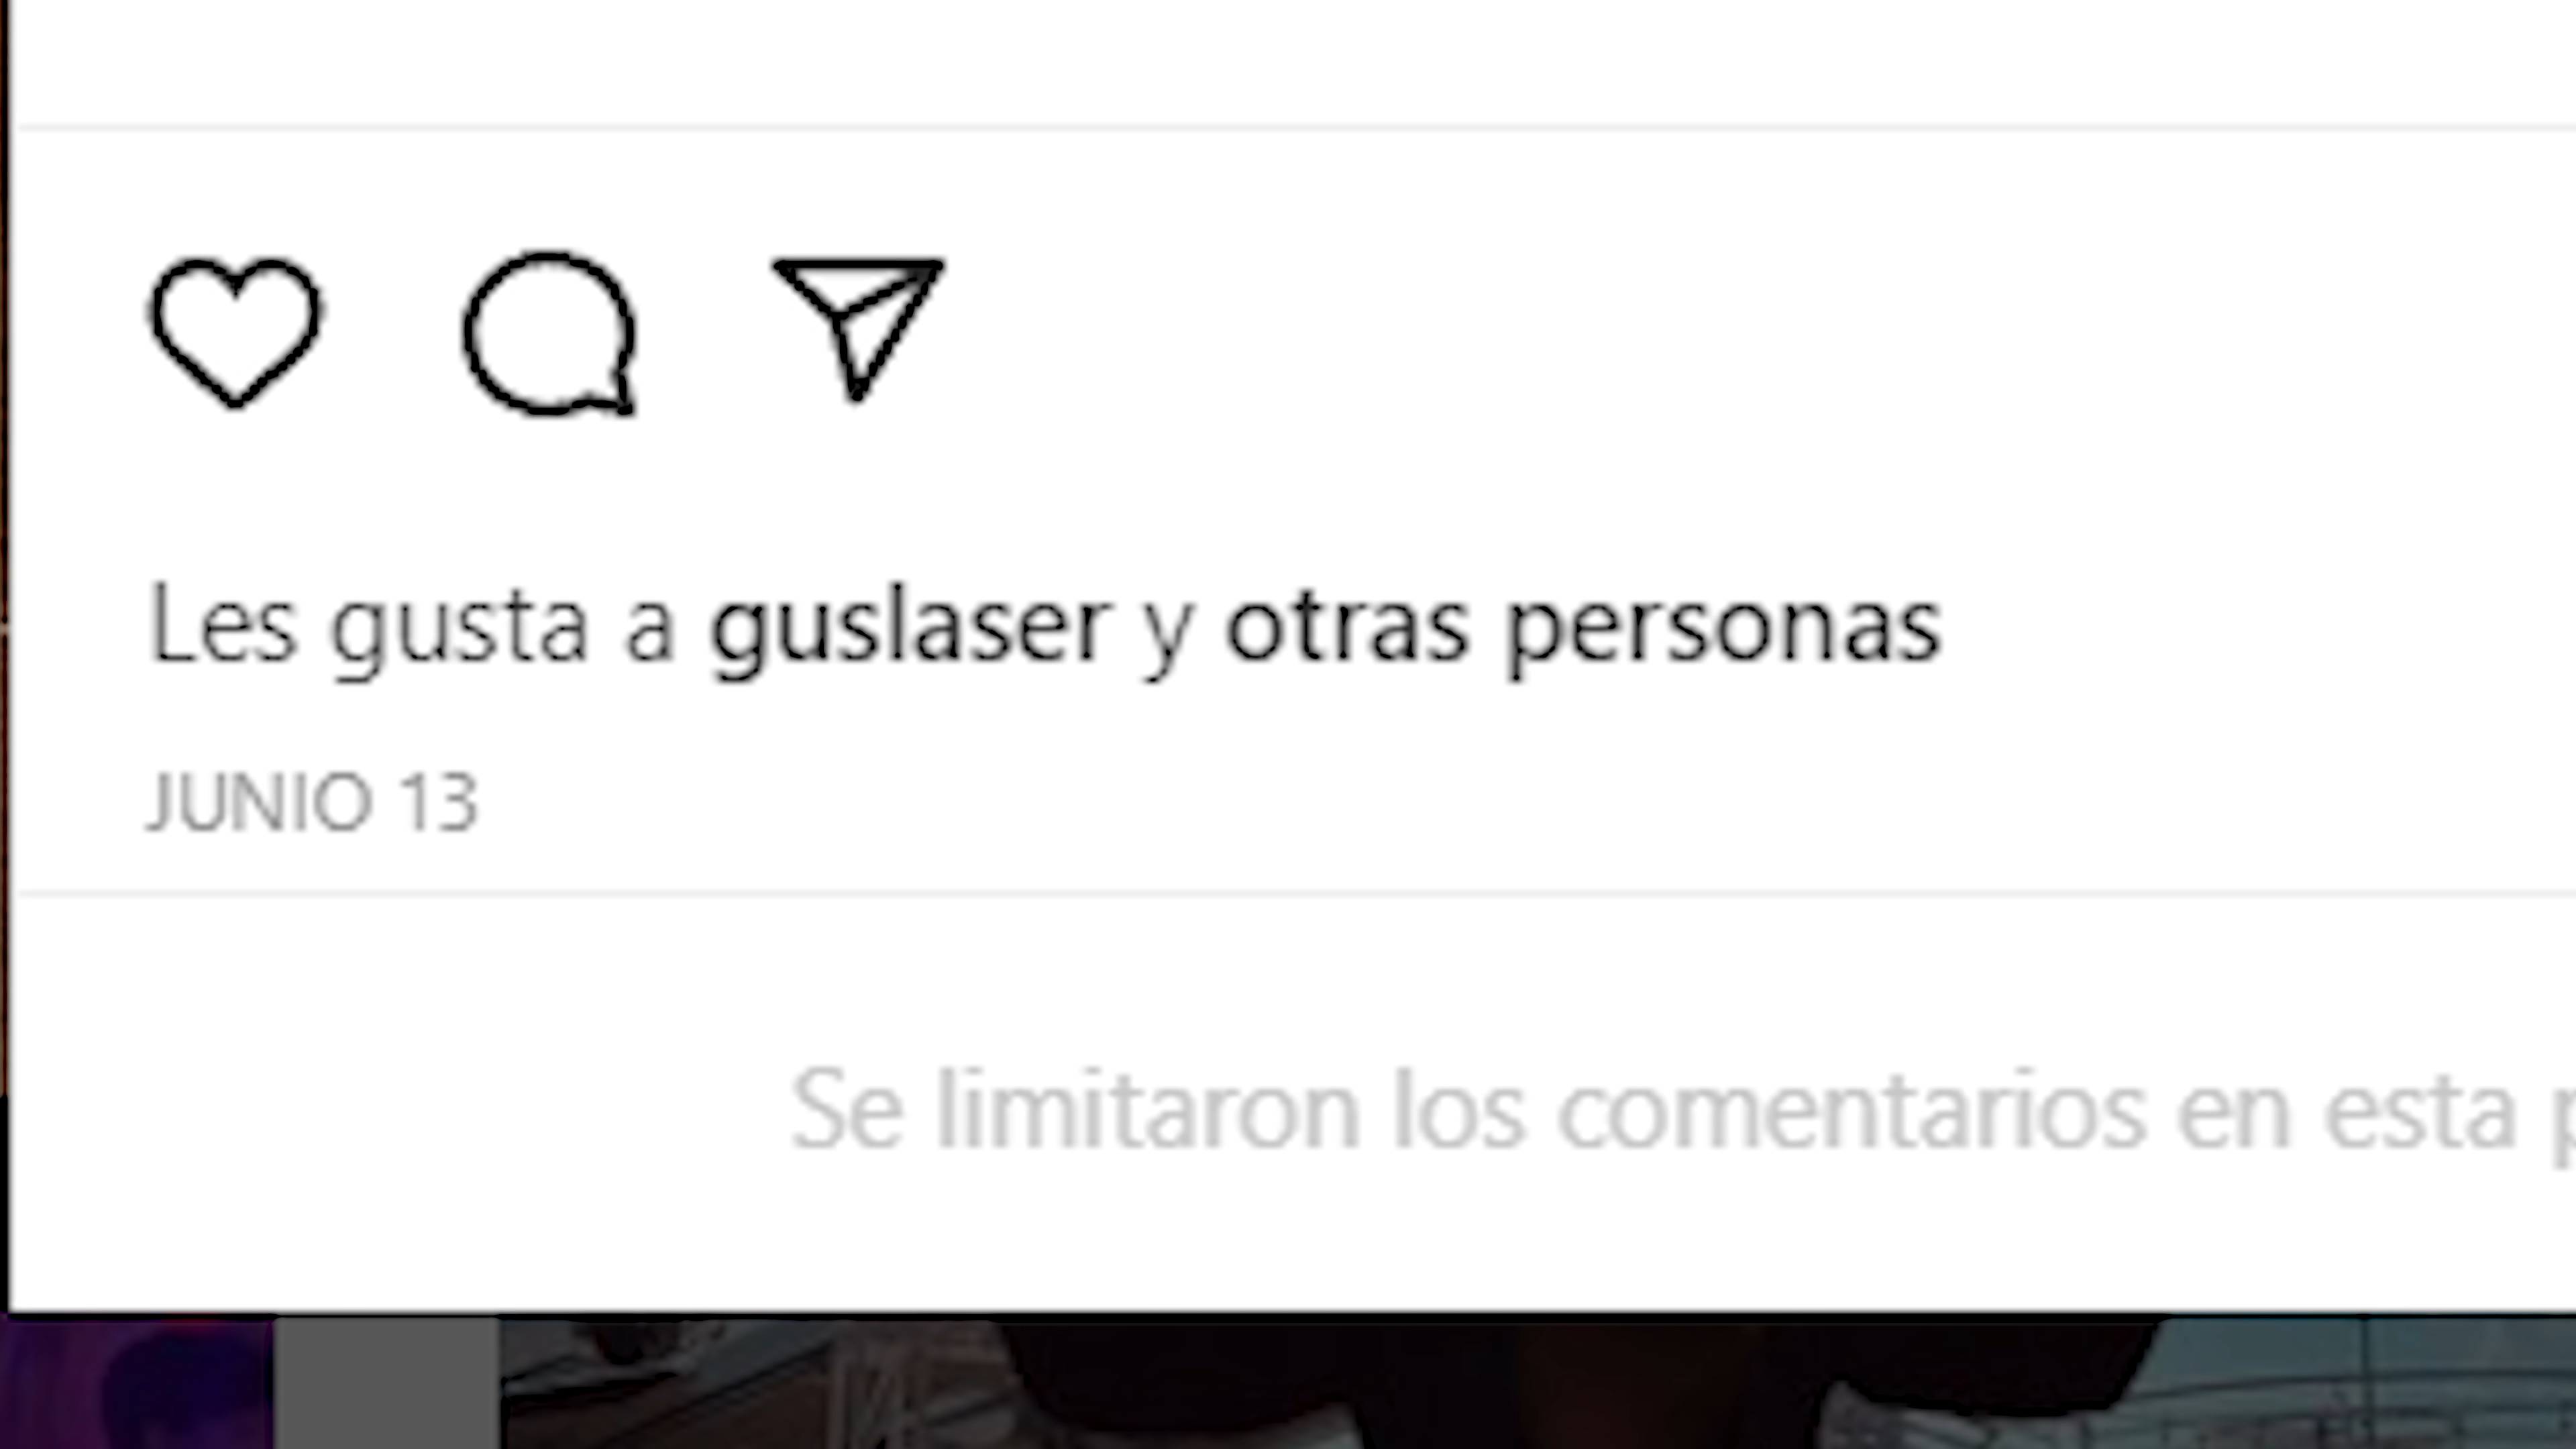 Les gusta a guslaser y otras personas
JUNIO 13
Se limitaron los comentarios en esta